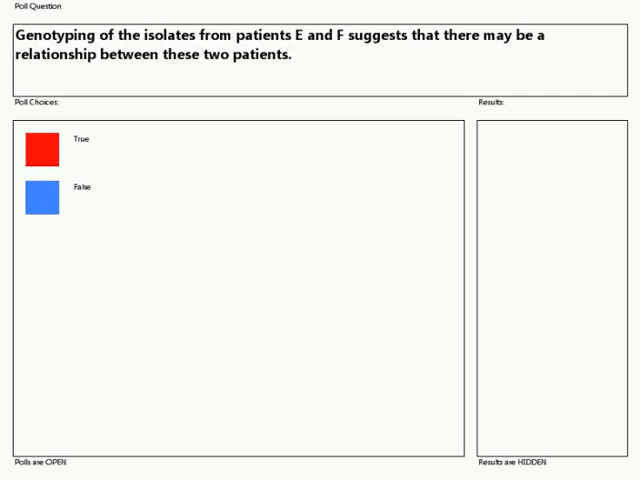 Poll Question
Genotyping of the isolates from patients E and F suggests that there may be a
relationship between these two patients.
Poll Choices:
Results:
True
False
Polls are OPEN
Results are HIDDEN